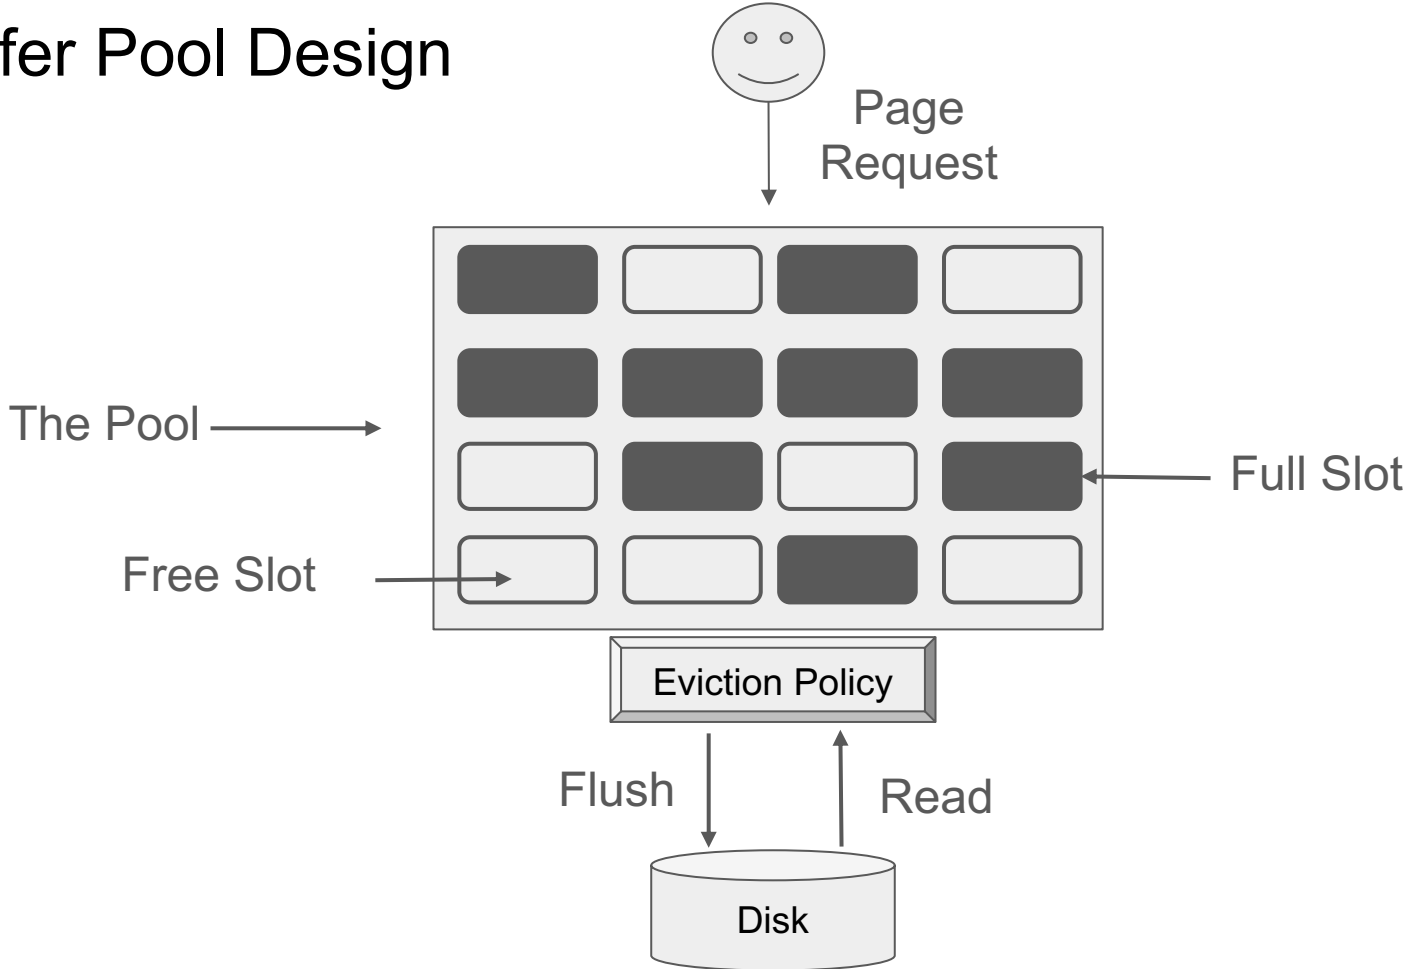 fer Pool Design
Page
Request
The Pool
Full Slot
Free Slot
Eviction Policy
Flush
Read
Disk